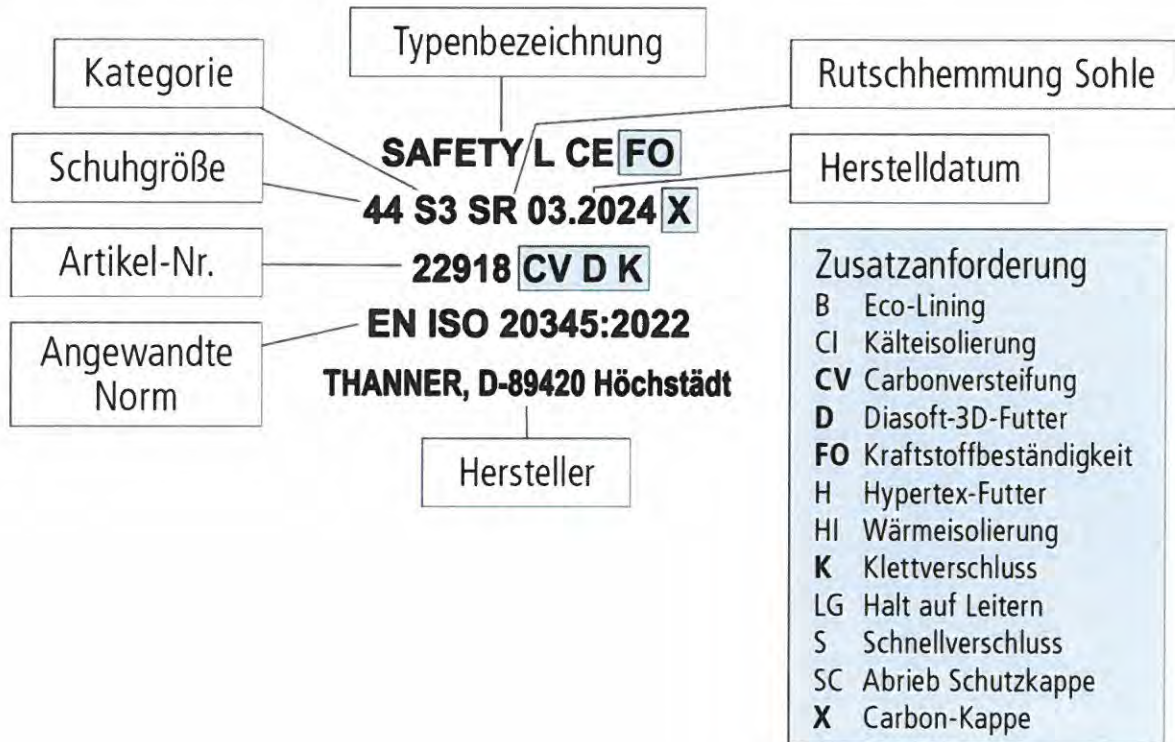 Typenbezeichnung
Kategorie
Rutschhemmung Sohle
Schuhgröße
Herstelldatum
Artikel-Nr.
Angewandte
Norm
SAFETY L CE FO
44 S3 SR 03.2024 X
22918 CV D K
EN ISO 20345:2022
THANNER, D-89420 Höchstädt
Hersteller
Zusatzanforderung
B Eco-Lining
CI Kälteisolierung
CV Carbonversteifung
D Diasoft-3D-Futter
FO Kraftstoffbeständigkeit
H Hypertex-Futter
HI Wärmeisolierung
K Klettverschluss
LG Halt auf Leitern
S Schnellverschluss
SC Abrieb Schutzkappe
X Carbon-Kappe